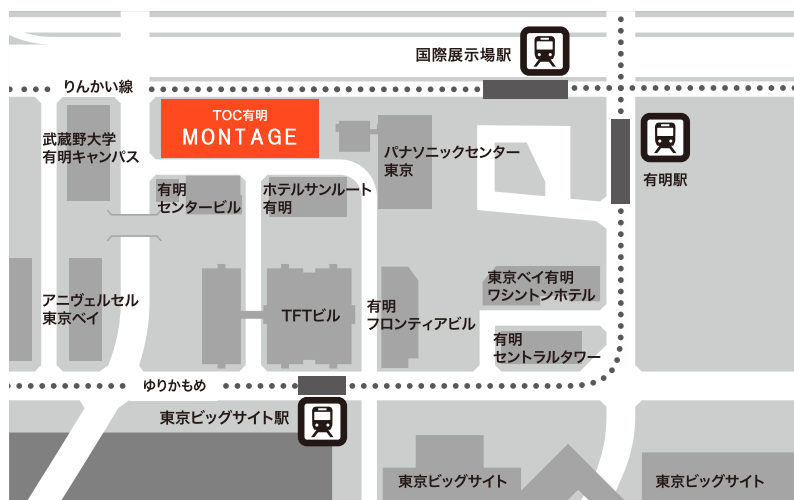 国際展示場駅
りんかい線
TOC有明
MONTAGE
武蔵野大学
有明キャンパス
パナソニックセンター
東京
有明駅
有明
センタービル
ホテルサンルート
有明
アニヴェルセル
東京ベイ
TFTビル
有明
フロンティアビル
東京ベイ有明
ワシントンホテル
有明
セントラルタワー
ゆりかもめ
東京ビッグサイト駅
東京ビッグサイト
東京ビッグサイト